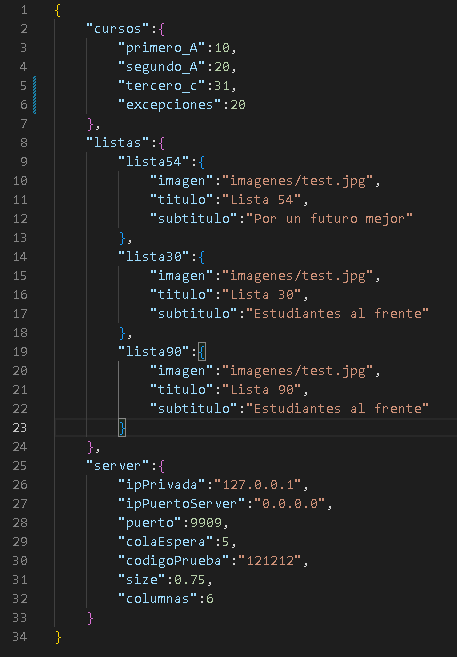 1 {
2 "cursos":{
3 "primero_A":10,
4 "segundo_A":20,
5 "tercero_c":31,
6 "excepciones":20
7 },
8 "listas":{
9 "lista54":{
10 "imagen":"imagenes/test.jpg",
11 "titulo":"Lista 54",
12 "subtitulo":"Por un futuro mejor"
13 },
14 "lista30":{
15 "imagen":"imagenes/test.jpg",
16 "titulo":"Lista 30",
17 "subtitulo":"Estudiantes al frente"
18 },
19 "lista90":{
20 "imagen":"imagenes/test.jpg",
21 "titulo":"Lista 90",
22 "subtitulo":"Estudiantes al frente"
23 }
24 },
25 "server":{
26 "ipPrivada":"127.0.0.1",
27 "ipPuertoServer":"0.0.0.0",
28 "puerto":9909,
29 "colaEspera":5,
30 "codigoPrueba":"121212",
31 "size":0.75,
32 "columnas":6
33 }
34 }